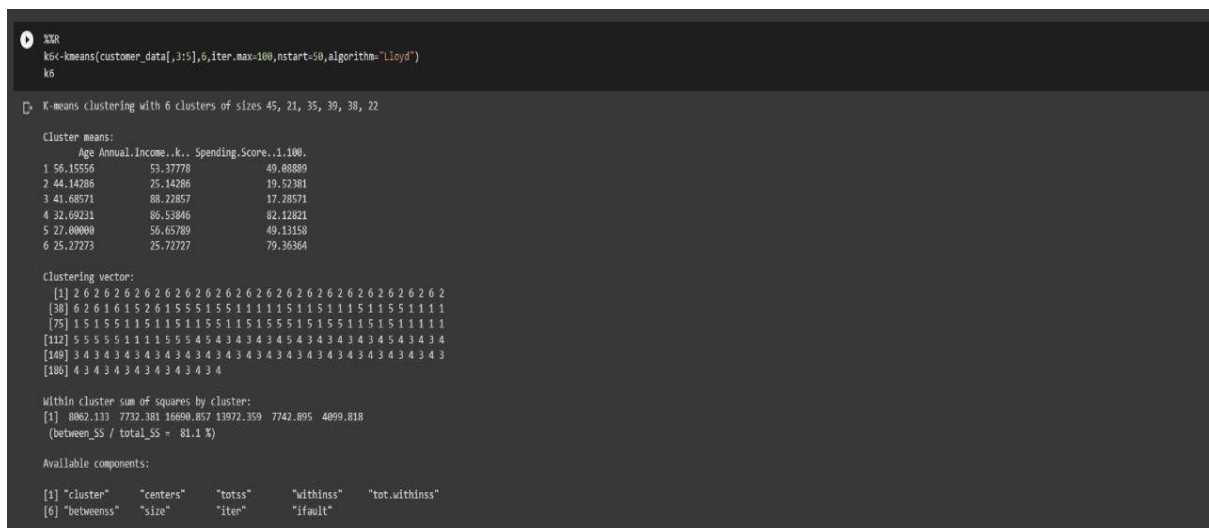 %%R
k6<-kmeans(customer_data[,3:5],6,iter.max=100,nstart=50,algorithm="Lloyd")
k6
K-means clustering with 6 clusters of sizes 45, 21, 35, 39, 38, 22
Cluster means:
Age Annual.Income..k.. Spending.Score..1.100.
1 56.15556 53.37778 49.08889
2 44.14286 25.14286 19.52381
3 41.68571 88.22857 17.28571
4 32.69231 86.53846 82.12821
5 27.00000 56.65789 49.13158
6 25.27273 25.72727 79.36364
Clustering vector:
[1] 2 6 2 6 2 6 2 6 2 6 2 6 2 6 2 6 2 6 2 6 2 6 2 6 2 6 2 6 2 6 2 6 2 6 2 6 2
[38] 6 2 6 1 6 1 5 2 6 1 5 5 5 1 5 5 1 1 1 1 1 5 1 1 5 1 1 1 5 1 1 5 5 1 1 1 1
[75] 1 5 1 5 5 1 1 5 1 1 5 1 1 5 5 1 1 5 1 5 5 5 1 5 1 5 5 1 1 5 1 5 1 1 1 1 1
[112] 5 5 5 5 5 1 1 1 1 5 5 5 4 5 4 3 4 3 4 3 4 5 4 3 4 3 4 3 4 3 4 5 4 3 4 3 4
[149] 3 4 3 4 3 4 3 4 3 4 3 4 3 4 3 4 3 4 3 4 3 4 3 4 3 4 3 4 3 4 3 4 3 4 3 4 3
[186] 4 3 4 3 4 3 4 3 4 3 4 3 4 3 4
Within cluster sum of squares by cluster:
[1] 8062.133 7732.381 16690.857 13972.359 7742.895 4099.818
(between_SS / total_SS = 81.1 %)
Available components:
[1] "cluster" "centers" "totss" "withinss" "tot.withinss"
[6] "betweenss" "size" "iter" "ifault"